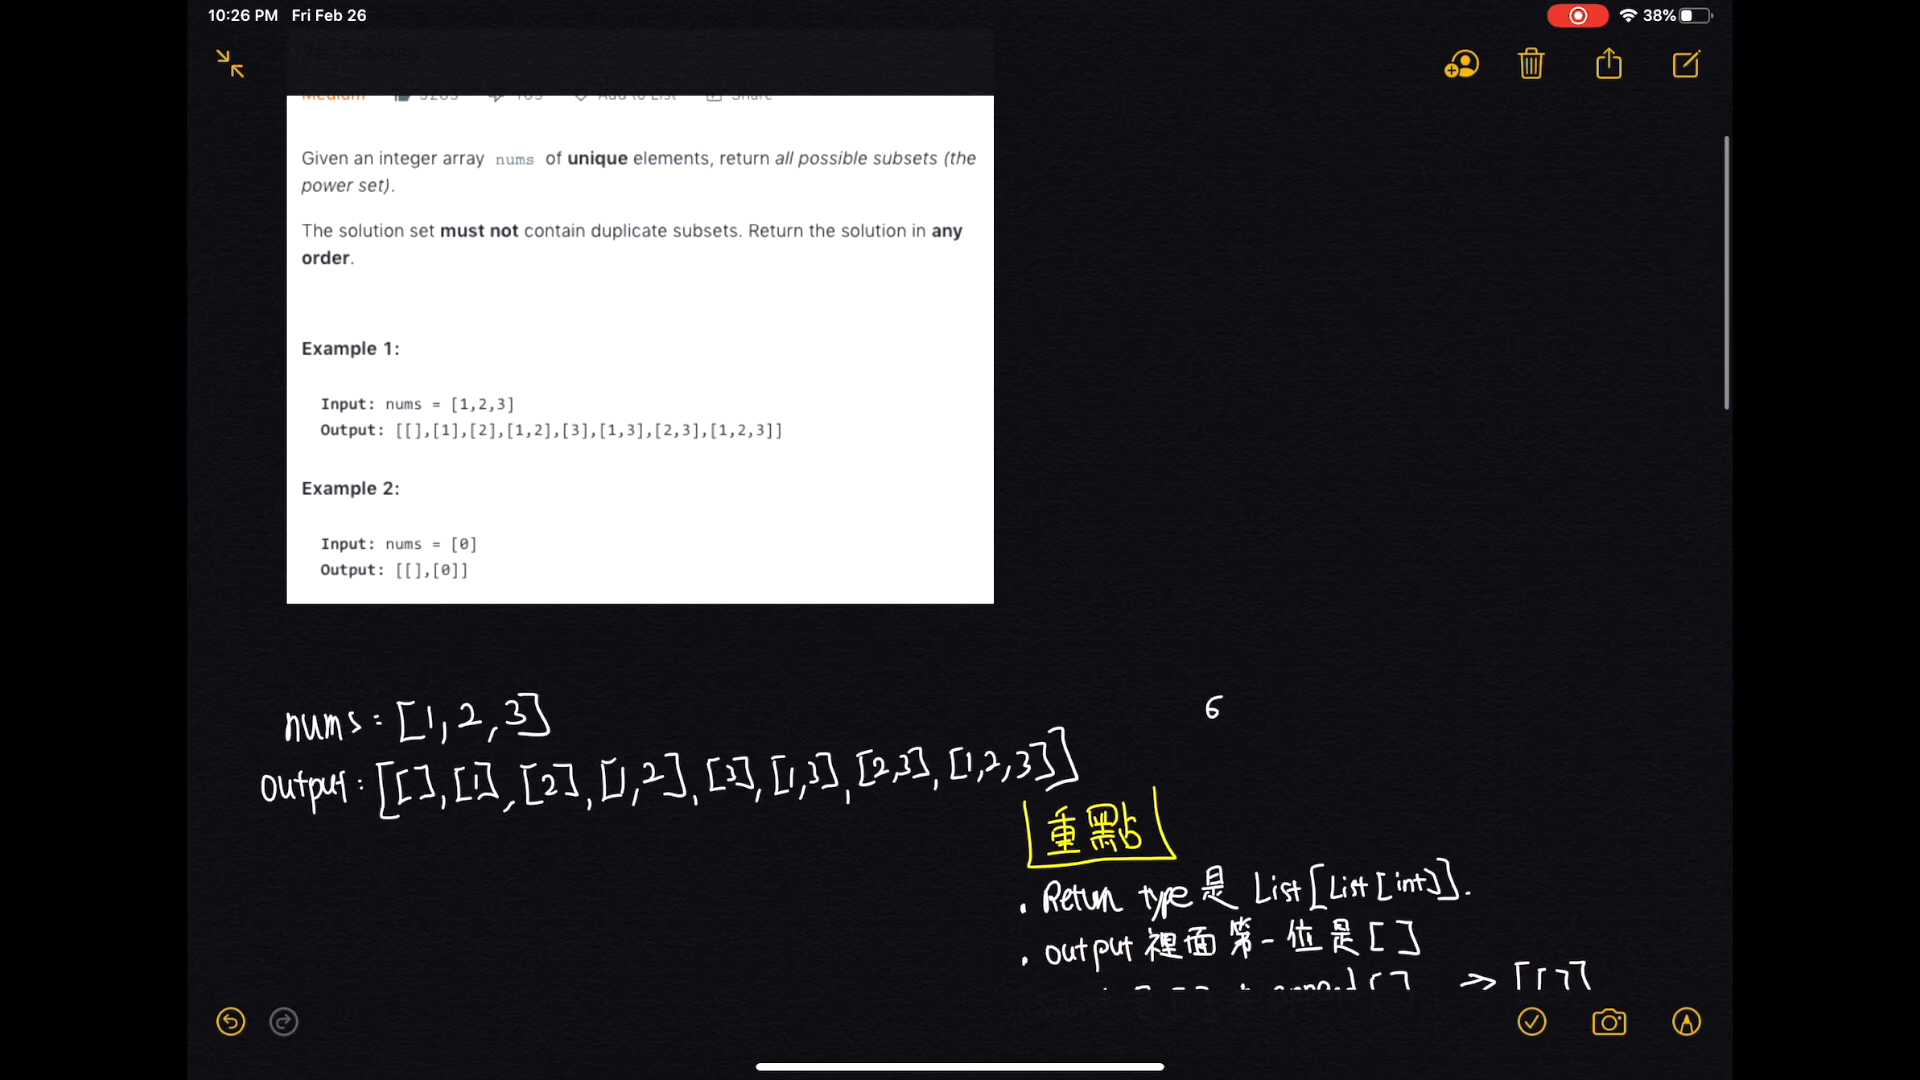 10:26 PM Fri Feb 26
38%
Given an integer array nums of unique elements, return all possible subsets (the
power set).
The solution set must not contain duplicate subsets. Return the solution in any
order.
Example 1:
Input: nums = [1,2,3]
Output: [[],[1],[2],[1,2],[3],[1,3],[2,3],[1,2,3]]
Example 2:
Input: nums = [0]
Output: [[],[0]]
nums : [1,2,3]
6
output : [[],[1],[2],[1,2],[3],[1,3],[2,3],[1,2,3]]
重點
. Return type 是 List[List[int]].
. output 裡面第一位是[]